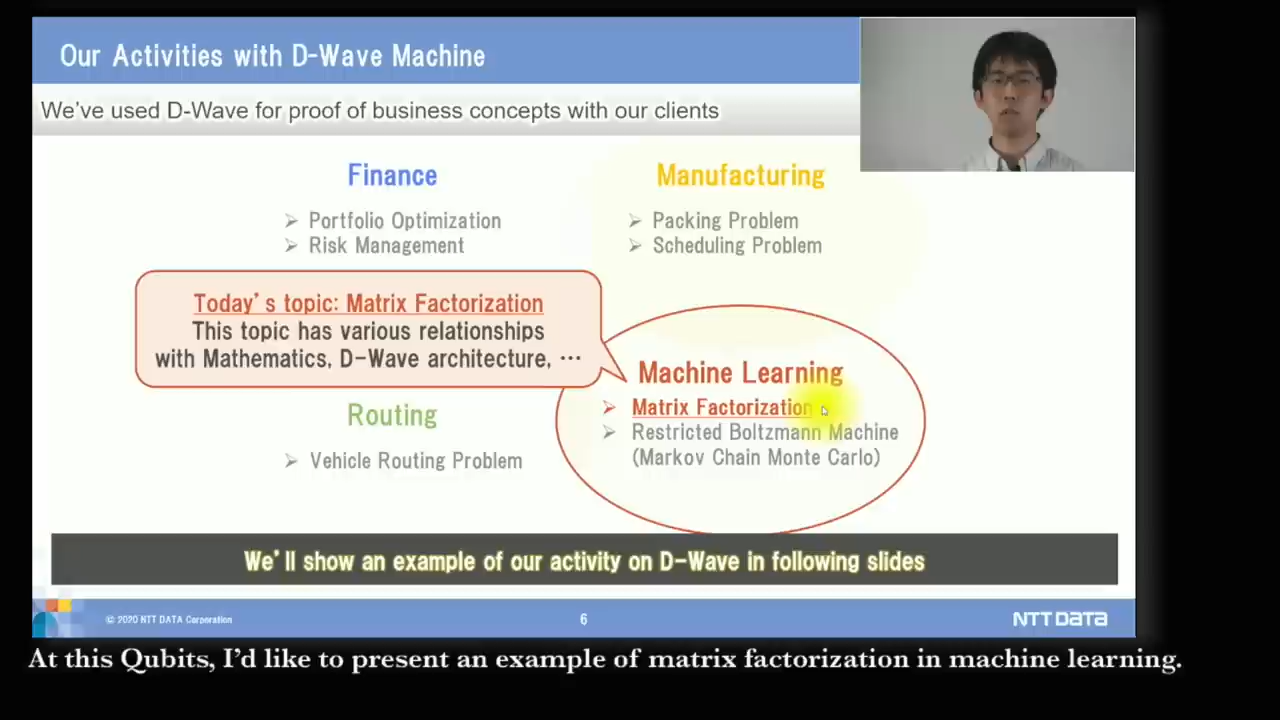 Our Activities with D-Wave Machine
We've used D-Wave for proof of business concepts with our clients
Finance
➢ Portfolio Optimization
➢ Risk Management
Manufacturing
➢ Packing Problem
➢ Scheduling Problem
Today's topic: Matrix Factorization
This topic has various relationships
with Mathematics, D-Wave architecture, …
Machine Learning
➢ Matrix Factorization
➢ Restricted Boltzmann Machine
(Markov Chain Monte Carlo)
Routing
➢ Vehicle Routing Problem
We'll show an example of our activity on D-Wave in following slides
© 2020 NTT DATA Corporation
6
NTT DATA
At this Qubits, I'd like to present an example of matrix factorization in machine learning.